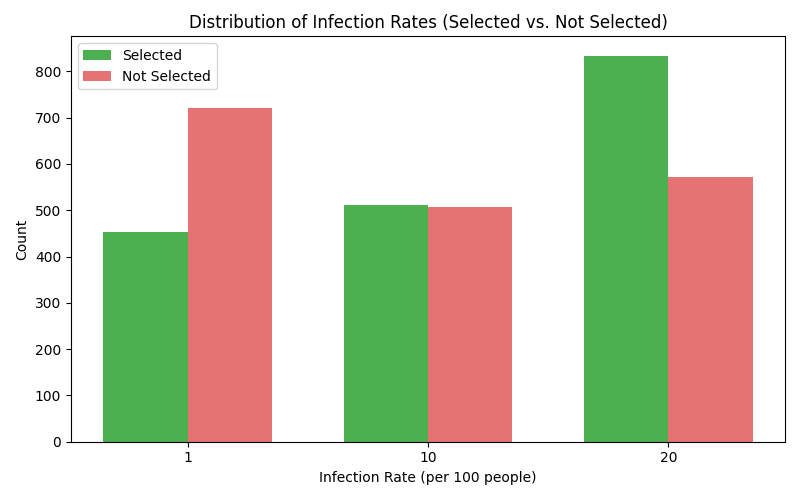 Distribution of Infection Rates (Selected vs. Not Selected)
Selected
Not Selected
800
700
600
500
400
300
200
100
0
Count
1
10
20
Infection Rate (per 100 people)